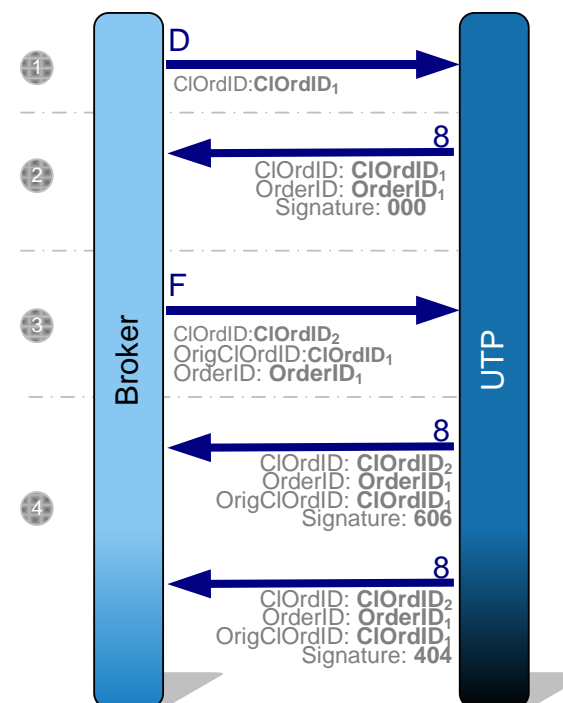 D
1
ClOrdID:ClOrdID₁
8
2
ClOrdID: ClOrdID₁
OrderID: OrderID₁
Signature: 000
F
3
ClOrdID:ClOrdID₂
OrigClOrdID:ClOrdID₁
OrderID: OrderID₁
Broker
UTP
8
ClOrdID: ClOrdID₂
OrderID: OrderID₁
OrigClOrdID: ClOrdID₁
Signature: 606
4
8
ClOrdID: ClOrdID₂
OrderID: OrderID₁
OrigClOrdID: ClOrdID₁
Signature: 404